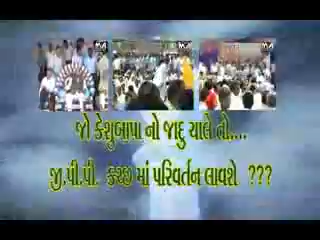 જો કેશુબાપા નો જાદુ ચાલે તો....
જી.પી.પી. કચ્છ માં પરિવર્તન લાવશે ???